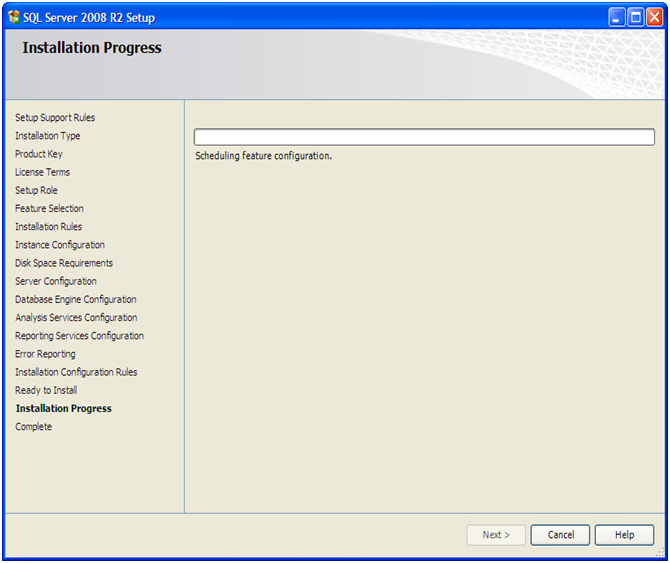 SQL Server 2008 R2 Setup
Installation Progress
Setup Support Rules
Installation Type
Product Key
License Terms
Setup Role
Feature Selection
Installation Rules
Instance Configuration
Disk Space Requirements
Server Configuration
Database Engine Configuration
Analysis Services Configuration
Reporting Services Configuration
Error Reporting
Installation Configuration Rules
Ready to Install
Installation Progress
Complete
Scheduling feature configuration.
Next >
Cancel
Help